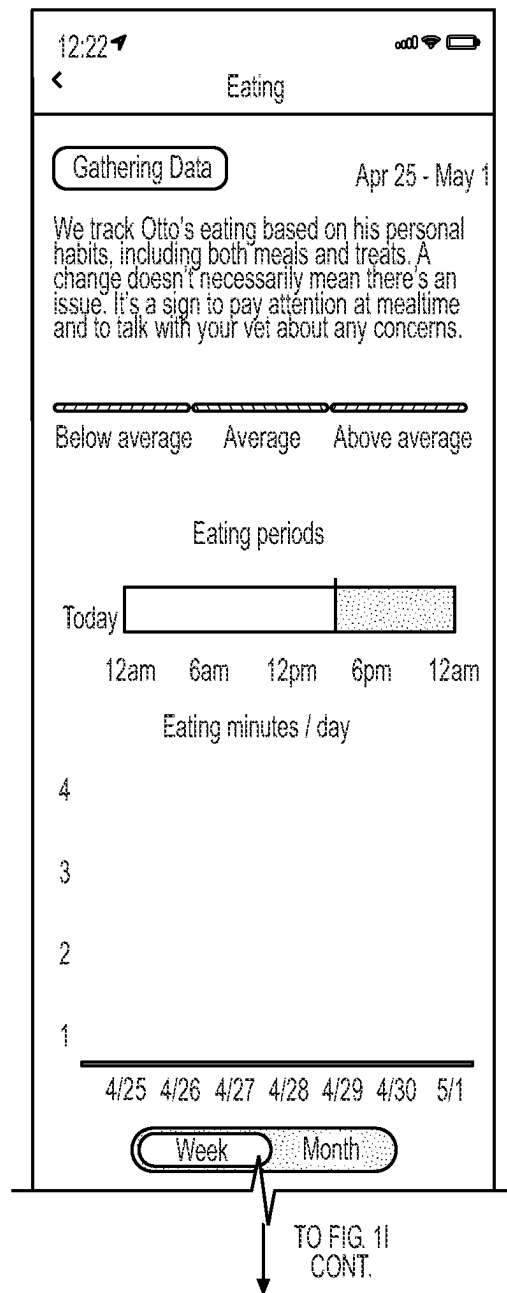 12:22
Eating
Gathering Data
Apr 25 - May 1
We track Otto's eating based on his personal
habits, including both meals and treats. A
change doesn't necessarily mean there's an
issue. It's a sign to pay attention at mealtime
and to talk with your vet about any concerns.
Below average Average Above average
Eating periods
Today
12am 6am 12pm 6pm 12am
Eating minutes / day
4
3
2
1
4/25 4/26 4/27 4/28 4/29 4/30 5/1
Week Month
TO FIG. 1I
CONT.